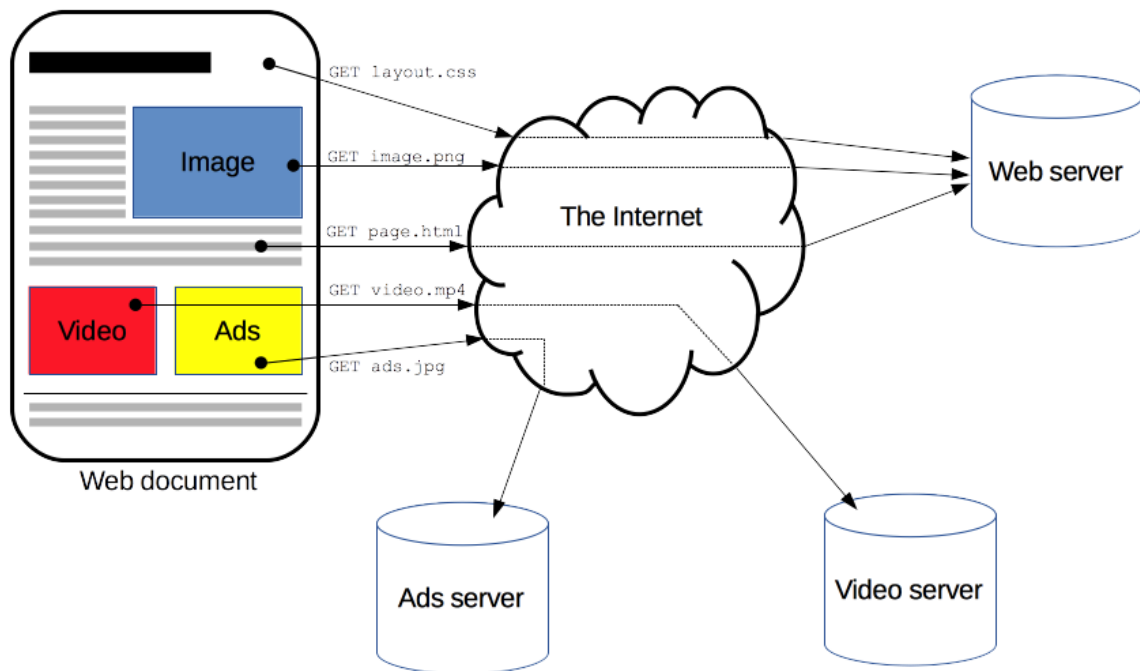 GET layout.css
Image
GET image.png
Web server
The Internet
GET page.html
GET video.mp4
Video
Ads
GET ads.jpg
Web document
Ads server
Video server